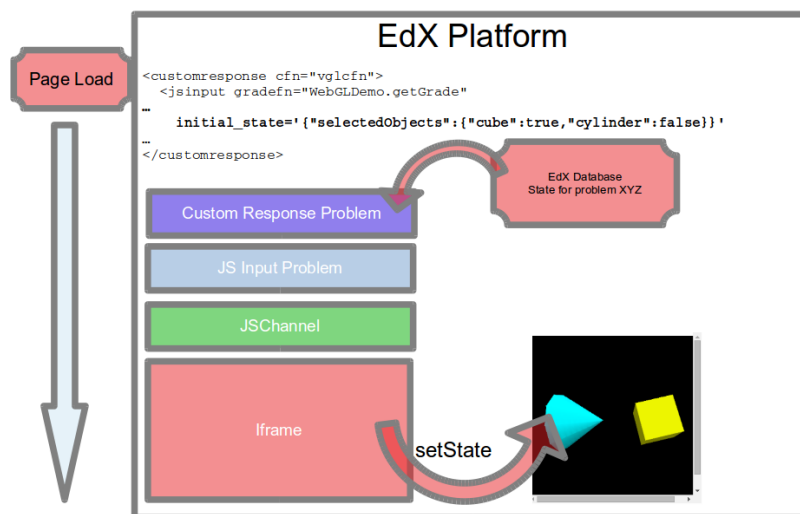 EdX Platform
Page Load
<customresponse cfn="vglcfn">
<jsinput gradefn="WebGLDemo.getGrade"
…
initial_state='{"selectedObjects":{"cube":true,"cylinder":false}}'
…
</customresponse>
EdX Database
State for problem XYZ
Custom Response Problem
JS Input Problem
JSChannel
Iframe
setState